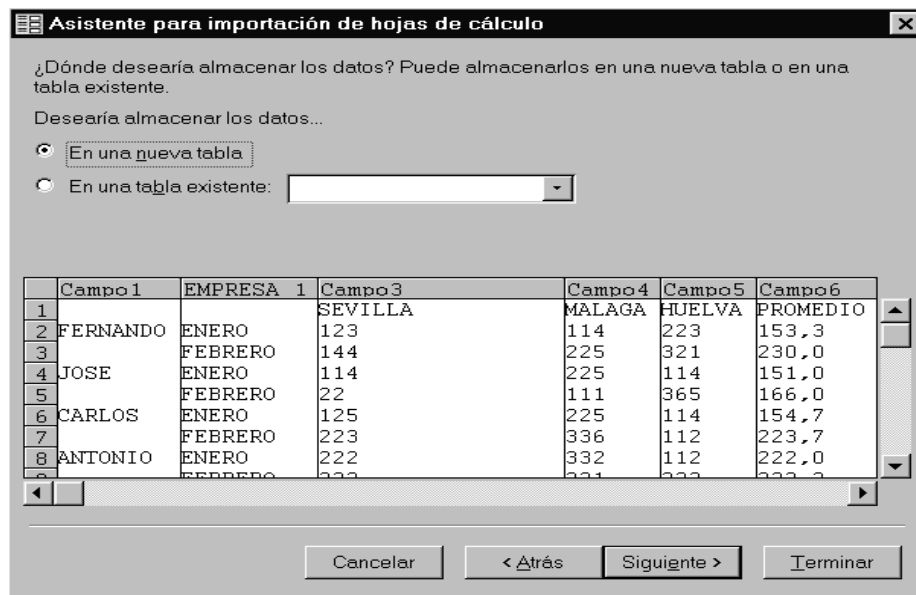 Asistente para importación de hojas de cálculo
¿Dónde desearía almacenar los datos? Puede almacenarlos en una nueva tabla o en una
tabla existente.
Desearía almacenar los datos...
En una nueva tabla
En una tabla existente:
Campo1 EMPRESA 1 Campo3 Campo4 Campo5 Campo6
1 SEVILLA MALAGA HUELVA PROMEDIO
2 FERNANDO ENERO 123 114 223 153,3
3 FEBRERO 144 225 321 230,0
4 JOSE ENERO 114 225 114 151,0
5 FEBRERO 22 111 365 166,0
6 CARLOS ENERO 125 225 114 154,7
7 FEBRERO 223 336 112 223,7
8 ANTONIO ENERO 222 332 112 222,0
FEBRERO
Cancelar < Atrás Siguiente > Terminar